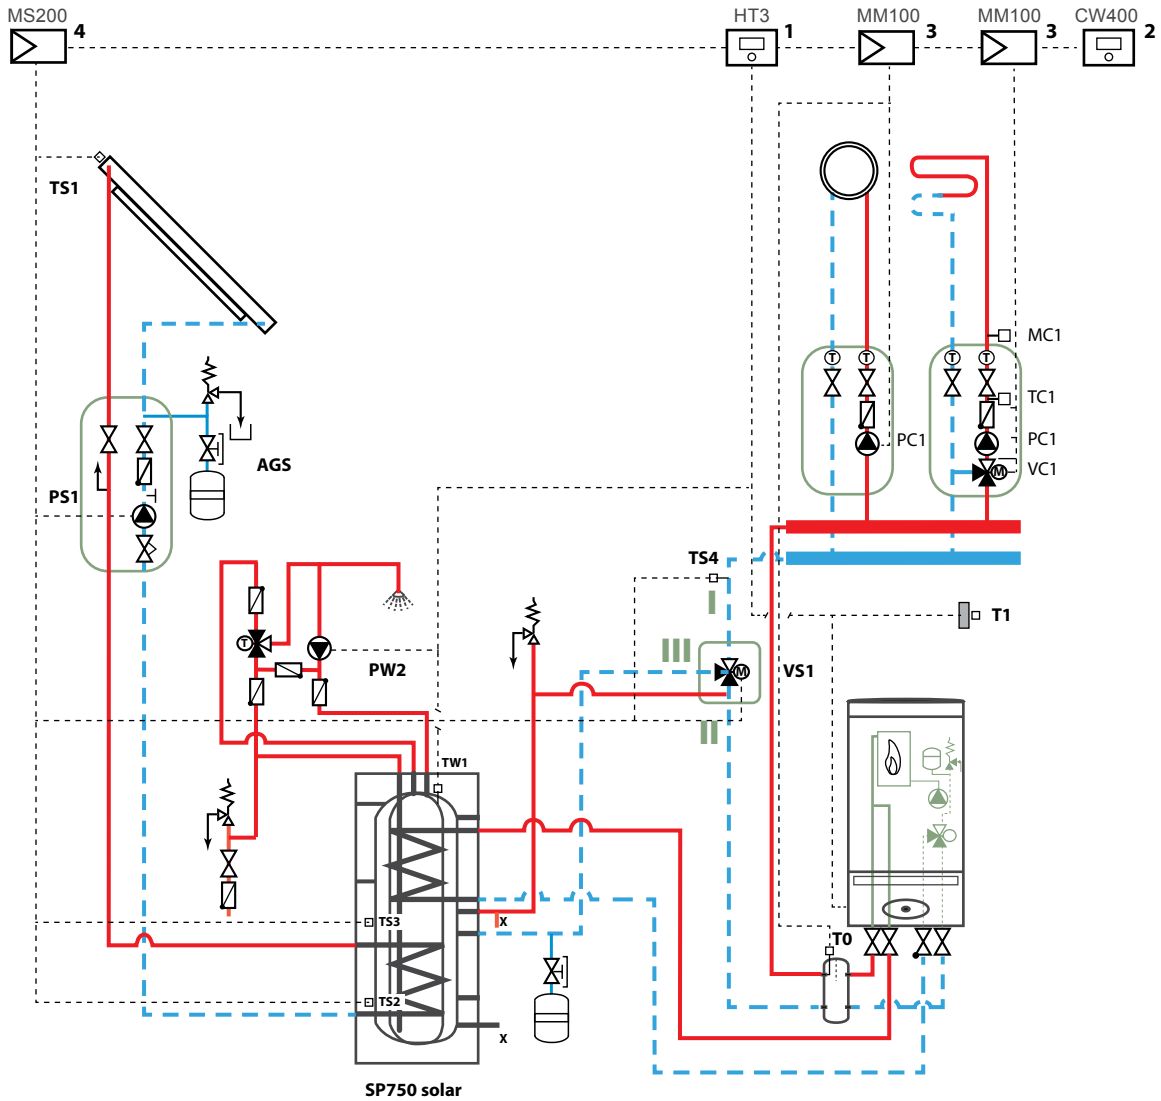 MS200 HT3 MM100 MM100 CW400
4 1 3 3 2
TS1
T T T T
MC1
TC1
PC1 PC1
M VC1
AGS
PS1
TS4
I
T1
T
III
PW2
M VS1
II
TW1
TS3 x
T0
TS2
x
SP750 solar